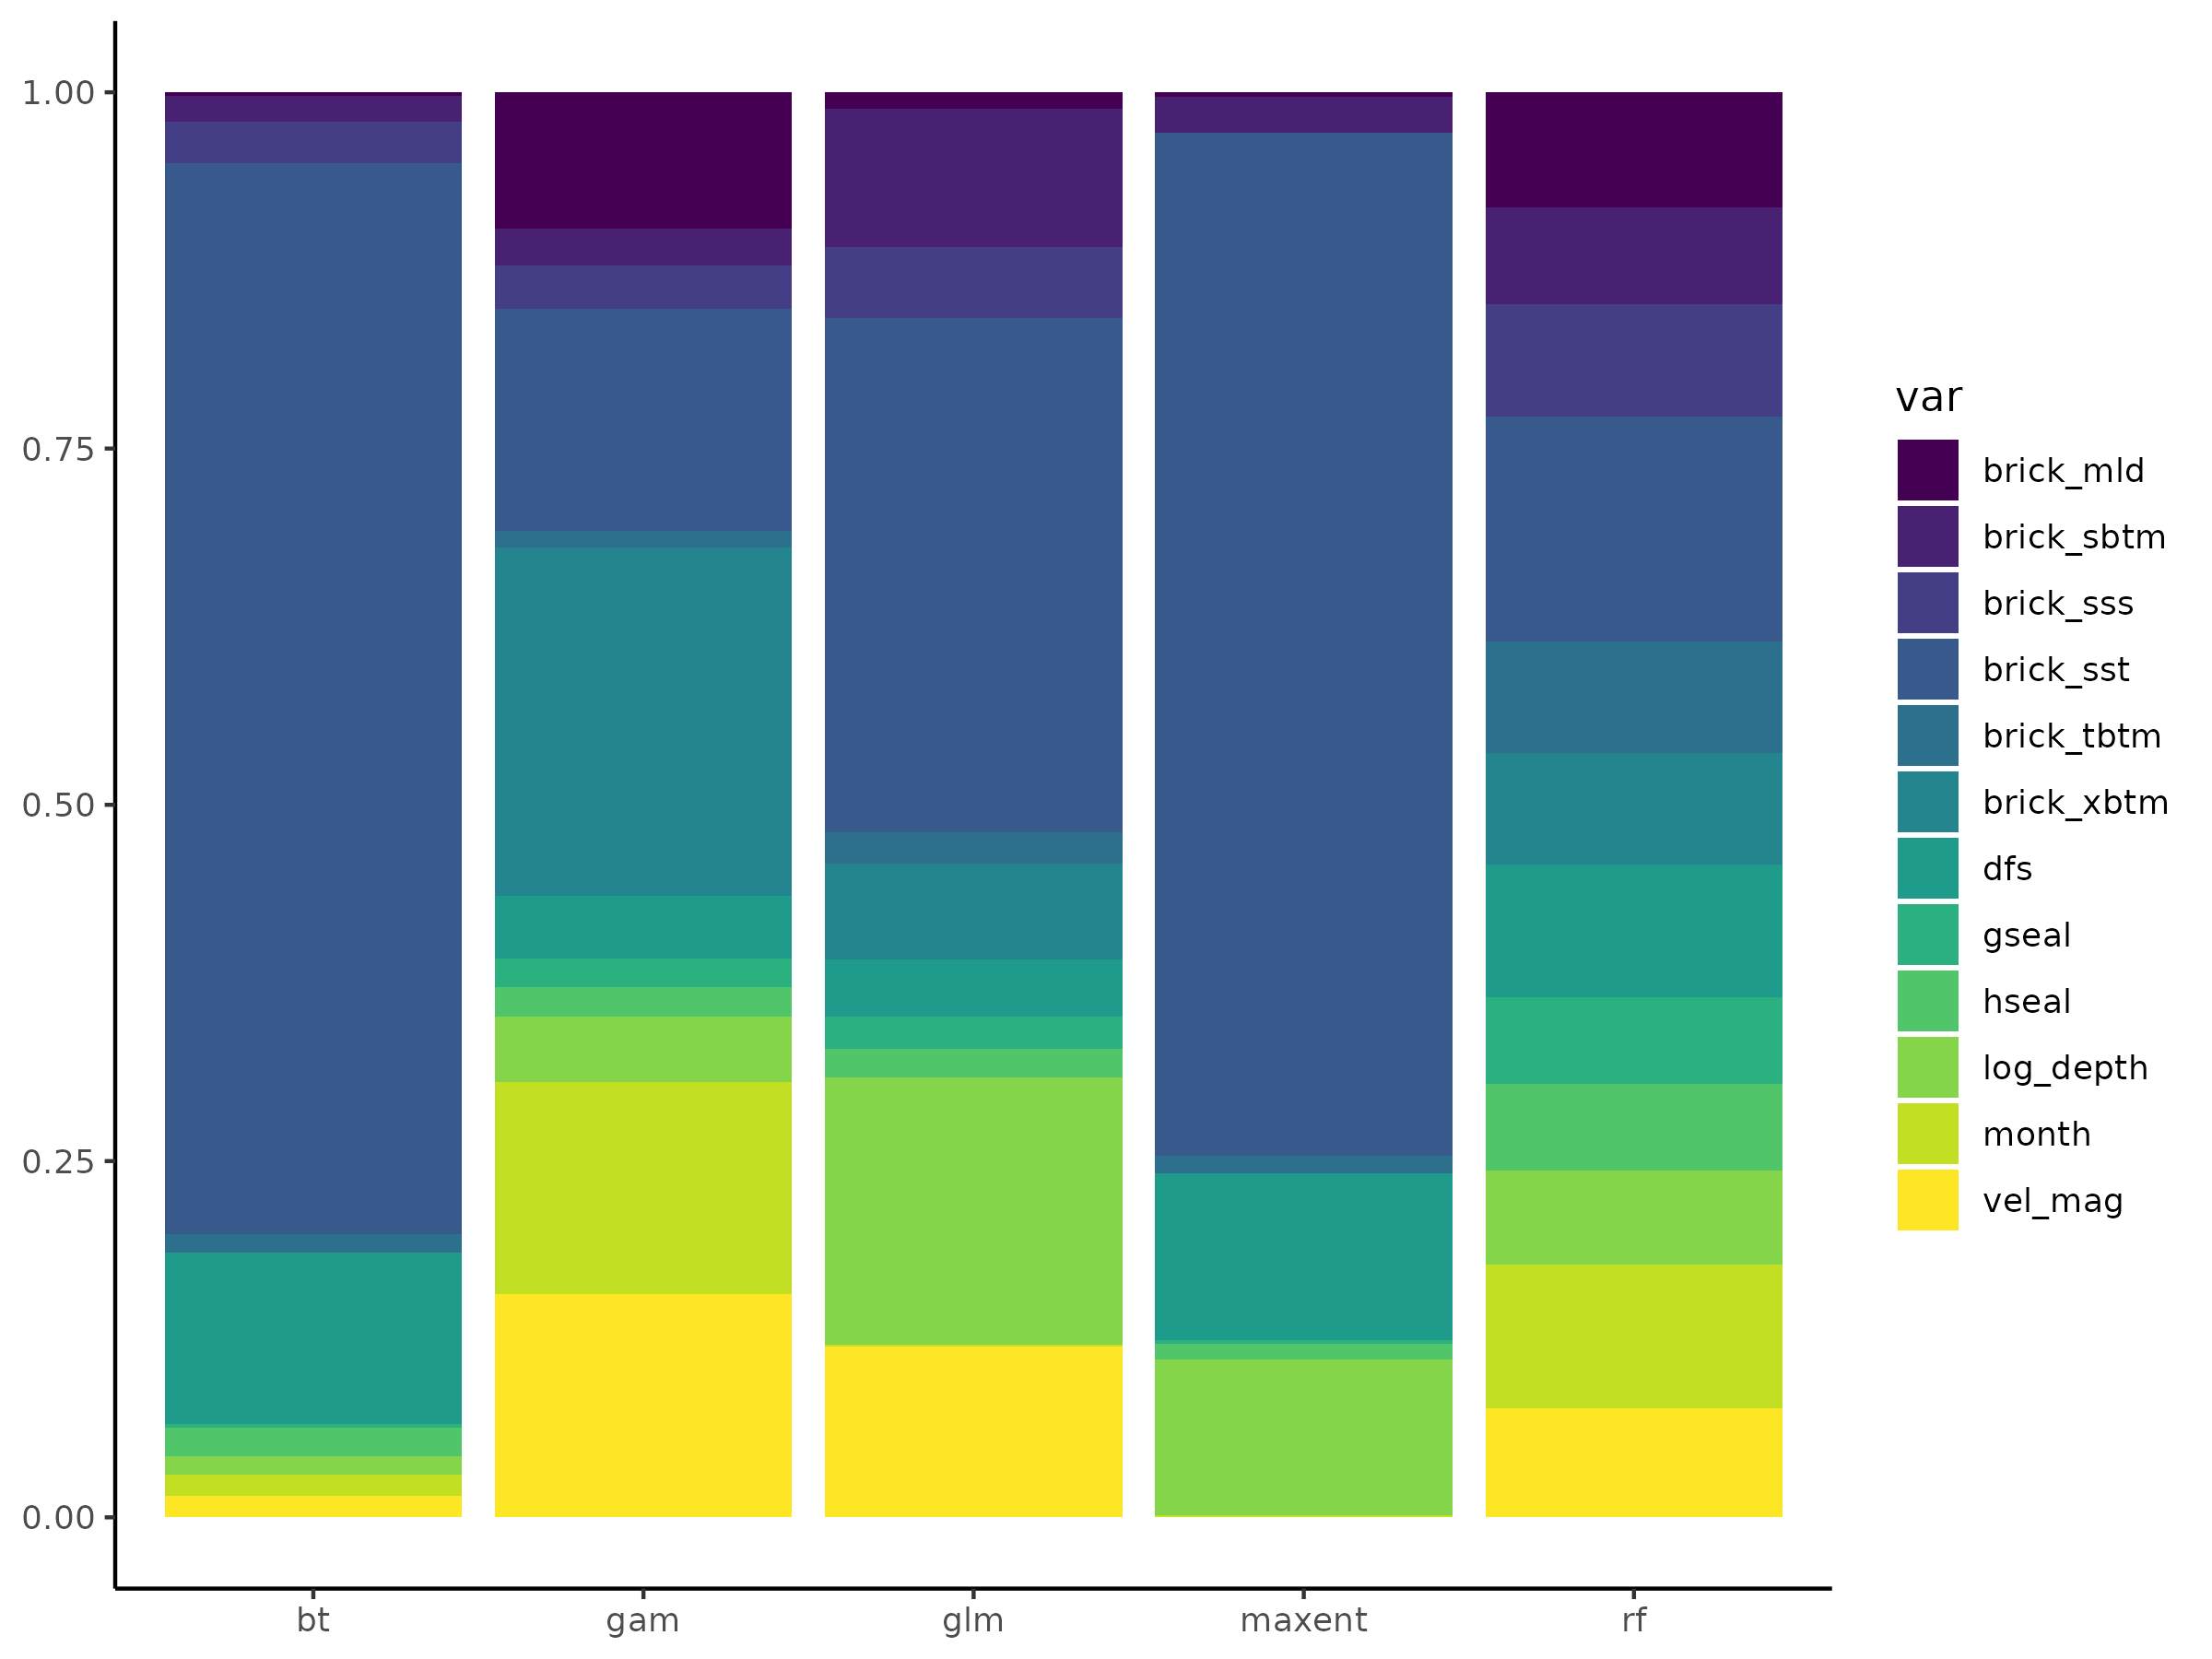 1.00
0.75
0.50
0.25
0.00
bt
gam
glm
maxent
rf
var
brick_mld
brick_sbtm
brick_sss
brick_sst
brick_tbtm
brick_xbtm
dfs
gseal
hseal
log_depth
month
vel_mag